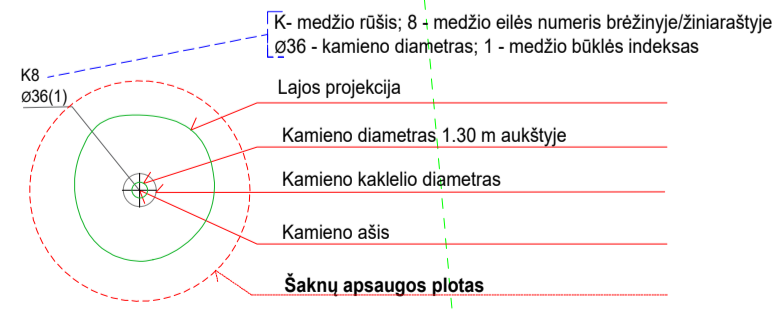 K- medžio rūšis; 8 - medžio eilės numeris brėžinyje/žiniaraštyje
Ø36 - kamieno diametras; 1 - medžio būklės indeksas
K8
Ø36(1)
Lajos projekcija
Kamieno diametras 1.30 m aukštyje
Kamieno kaklelio diametras
Kamieno ašis
Šaknų apsaugos plotas